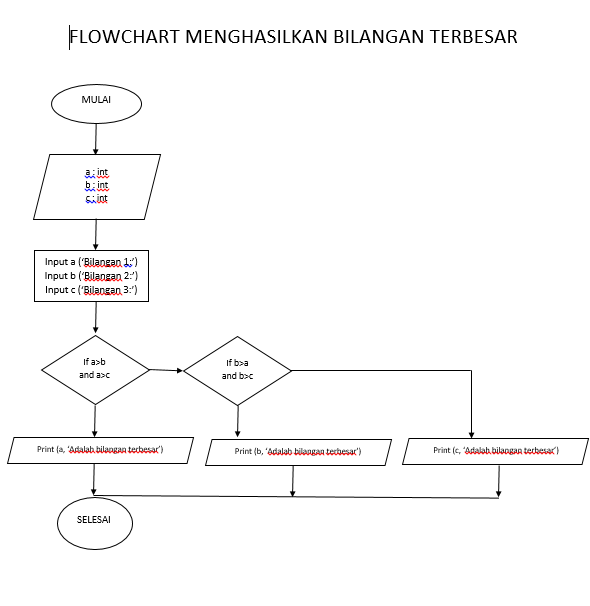 FLOWCHART MENGHASILKAN BILANGAN TERBESAR
MULAI
a : int
b : int
c : int
Input a (‘Bilangan 1:’)
Input b (‘Bilangan 2:’)
Input c (‘Bilangan 3:’)
If a>b
and a>c
If b>a
and b>c
Print (a, ‘Adalah bilangan terbesar’)
Print (b, ‘Adalah bilangan terbesar’)
Print (c, ‘Adalah bilangan terbesar’)
SELESAI